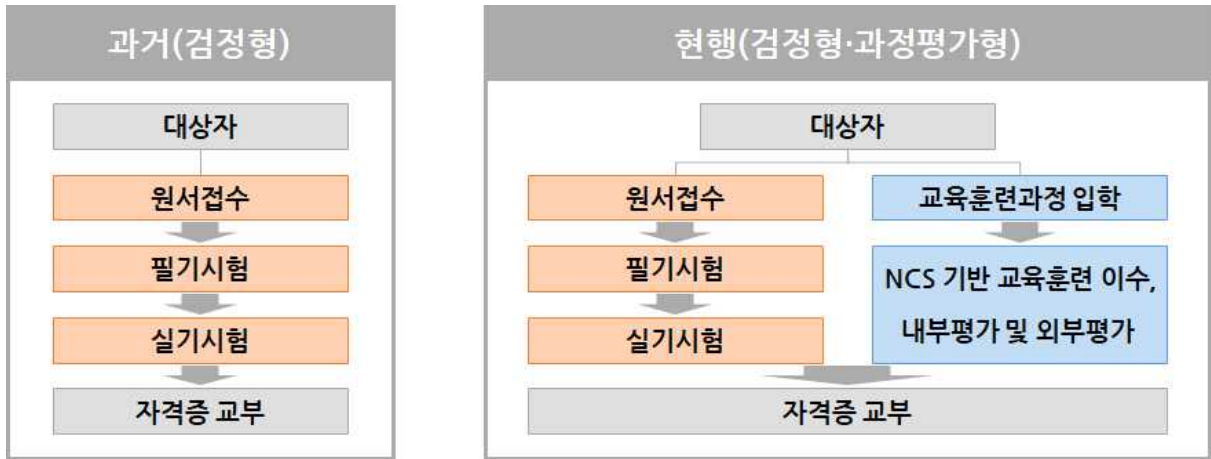 과거(검정형)
대상자
원서접수
필기시험
실기시험
자격증 교부
현행(검정형·과정평가형)
대상자
원서접수
필기시험
실기시험
교육훈련과정 입학
NCS 기반 교육훈련 이수,
내부평가 및 외부평가
자격증 교부